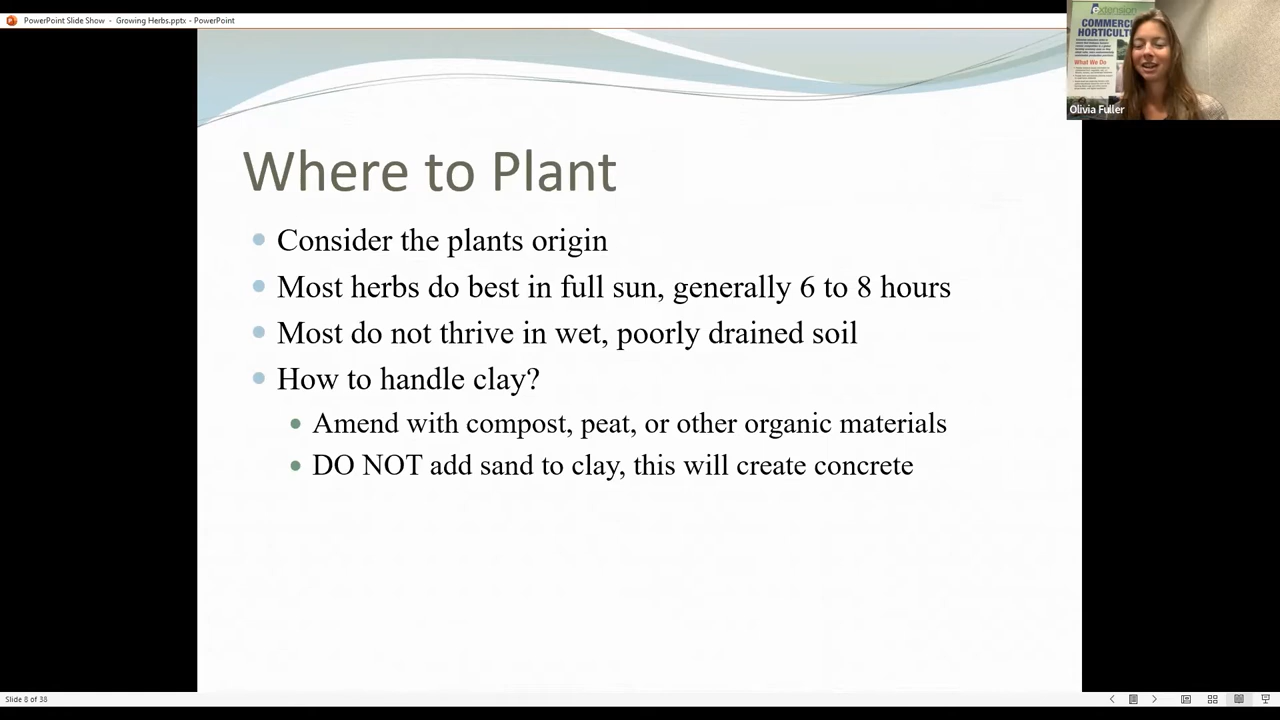 PowerPoint Slide Show - Growing Herbs.pptx - PowerPoint
extension
COMMERC
HORTICULT
What We Do
Olivia Fuller
Where to Plant
Consider the plants origin
Most herbs do best in full sun, generally 6 to 8 hours
Most do not thrive in wet, poorly drained soil
How to handle clay?
Amend with compost, peat, or other organic materials
DO NOT add sand to clay, this will create concrete
Slide 8 of 38